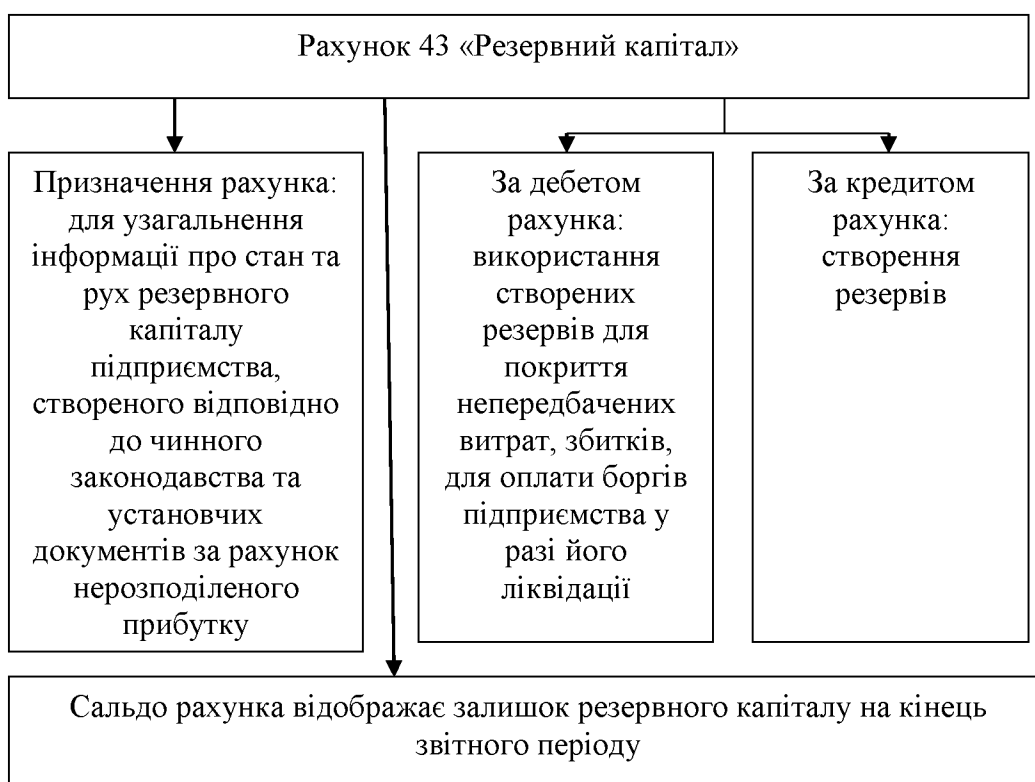 Рахунок 43 «Резервний капітал»
Призначення рахунка:
для узагальнення
інформації про стан та
рух резервного
капіталу
підприємства,
створеного відповідно
до чинного
законодавства та
установчих
документів за рахунок
нерозподіленого
прибутку
За дебетом
рахунка:
використання
створених
резервів для
покриття
непередбачених
витрат, збитків,
для оплати боргів
підприємства у
разі його
ліквідації
За кредитом
рахунка:
створення
резервів
Сальдо рахунка відображає залишок резервного капіталу на кінець
звітного періоду